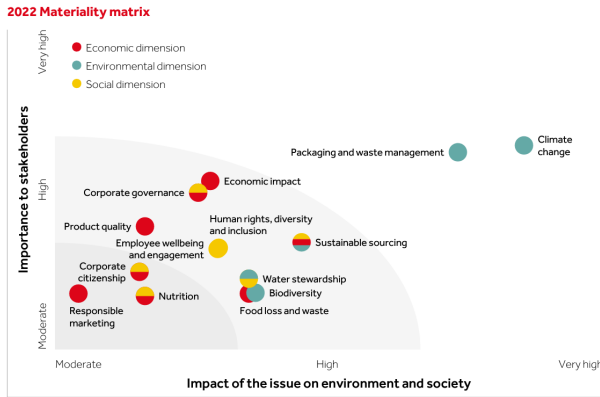 2022 Materiality matrix
Very high
Economic dimension
Environmental dimension
Social dimension
Importance to stakeholders
Climate
change
Packaging and waste management
Economic impact
High
Corporate governance
Human rights, diversity
and inclusion
Product quality
Employee wellbeing
and engagement
Sustainable sourcing
Corporate
citizenship
Water stewardship
Nutrition
Biodiversity
Responsible
marketing
Food loss and waste
Moderate
Moderate
High
Very high
Impact of the issue on environment and society